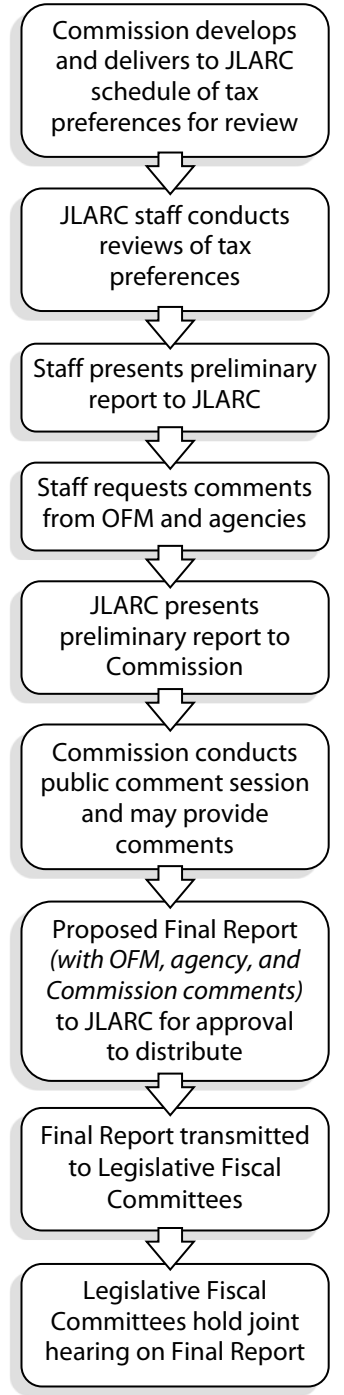 Commission develops
and delivers to JLARC
schedule of tax
preferences for review
JLARC staff conducts
reviews of tax
preferences
Staff presents preliminary
report to JLARC
Staff requests comments
from OFM and agencies
JLARC presents
preliminary report to
Commission
Commission conducts
public comment session
and may provide
comments
Proposed Final Report
(with OFM, agency, and
Commission comments)
to JLARC for approval
to distribute
Final Report transmitted
to Legislative Fiscal
Committees
Legislative Fiscal
Committees hold joint
hearing on Final Report